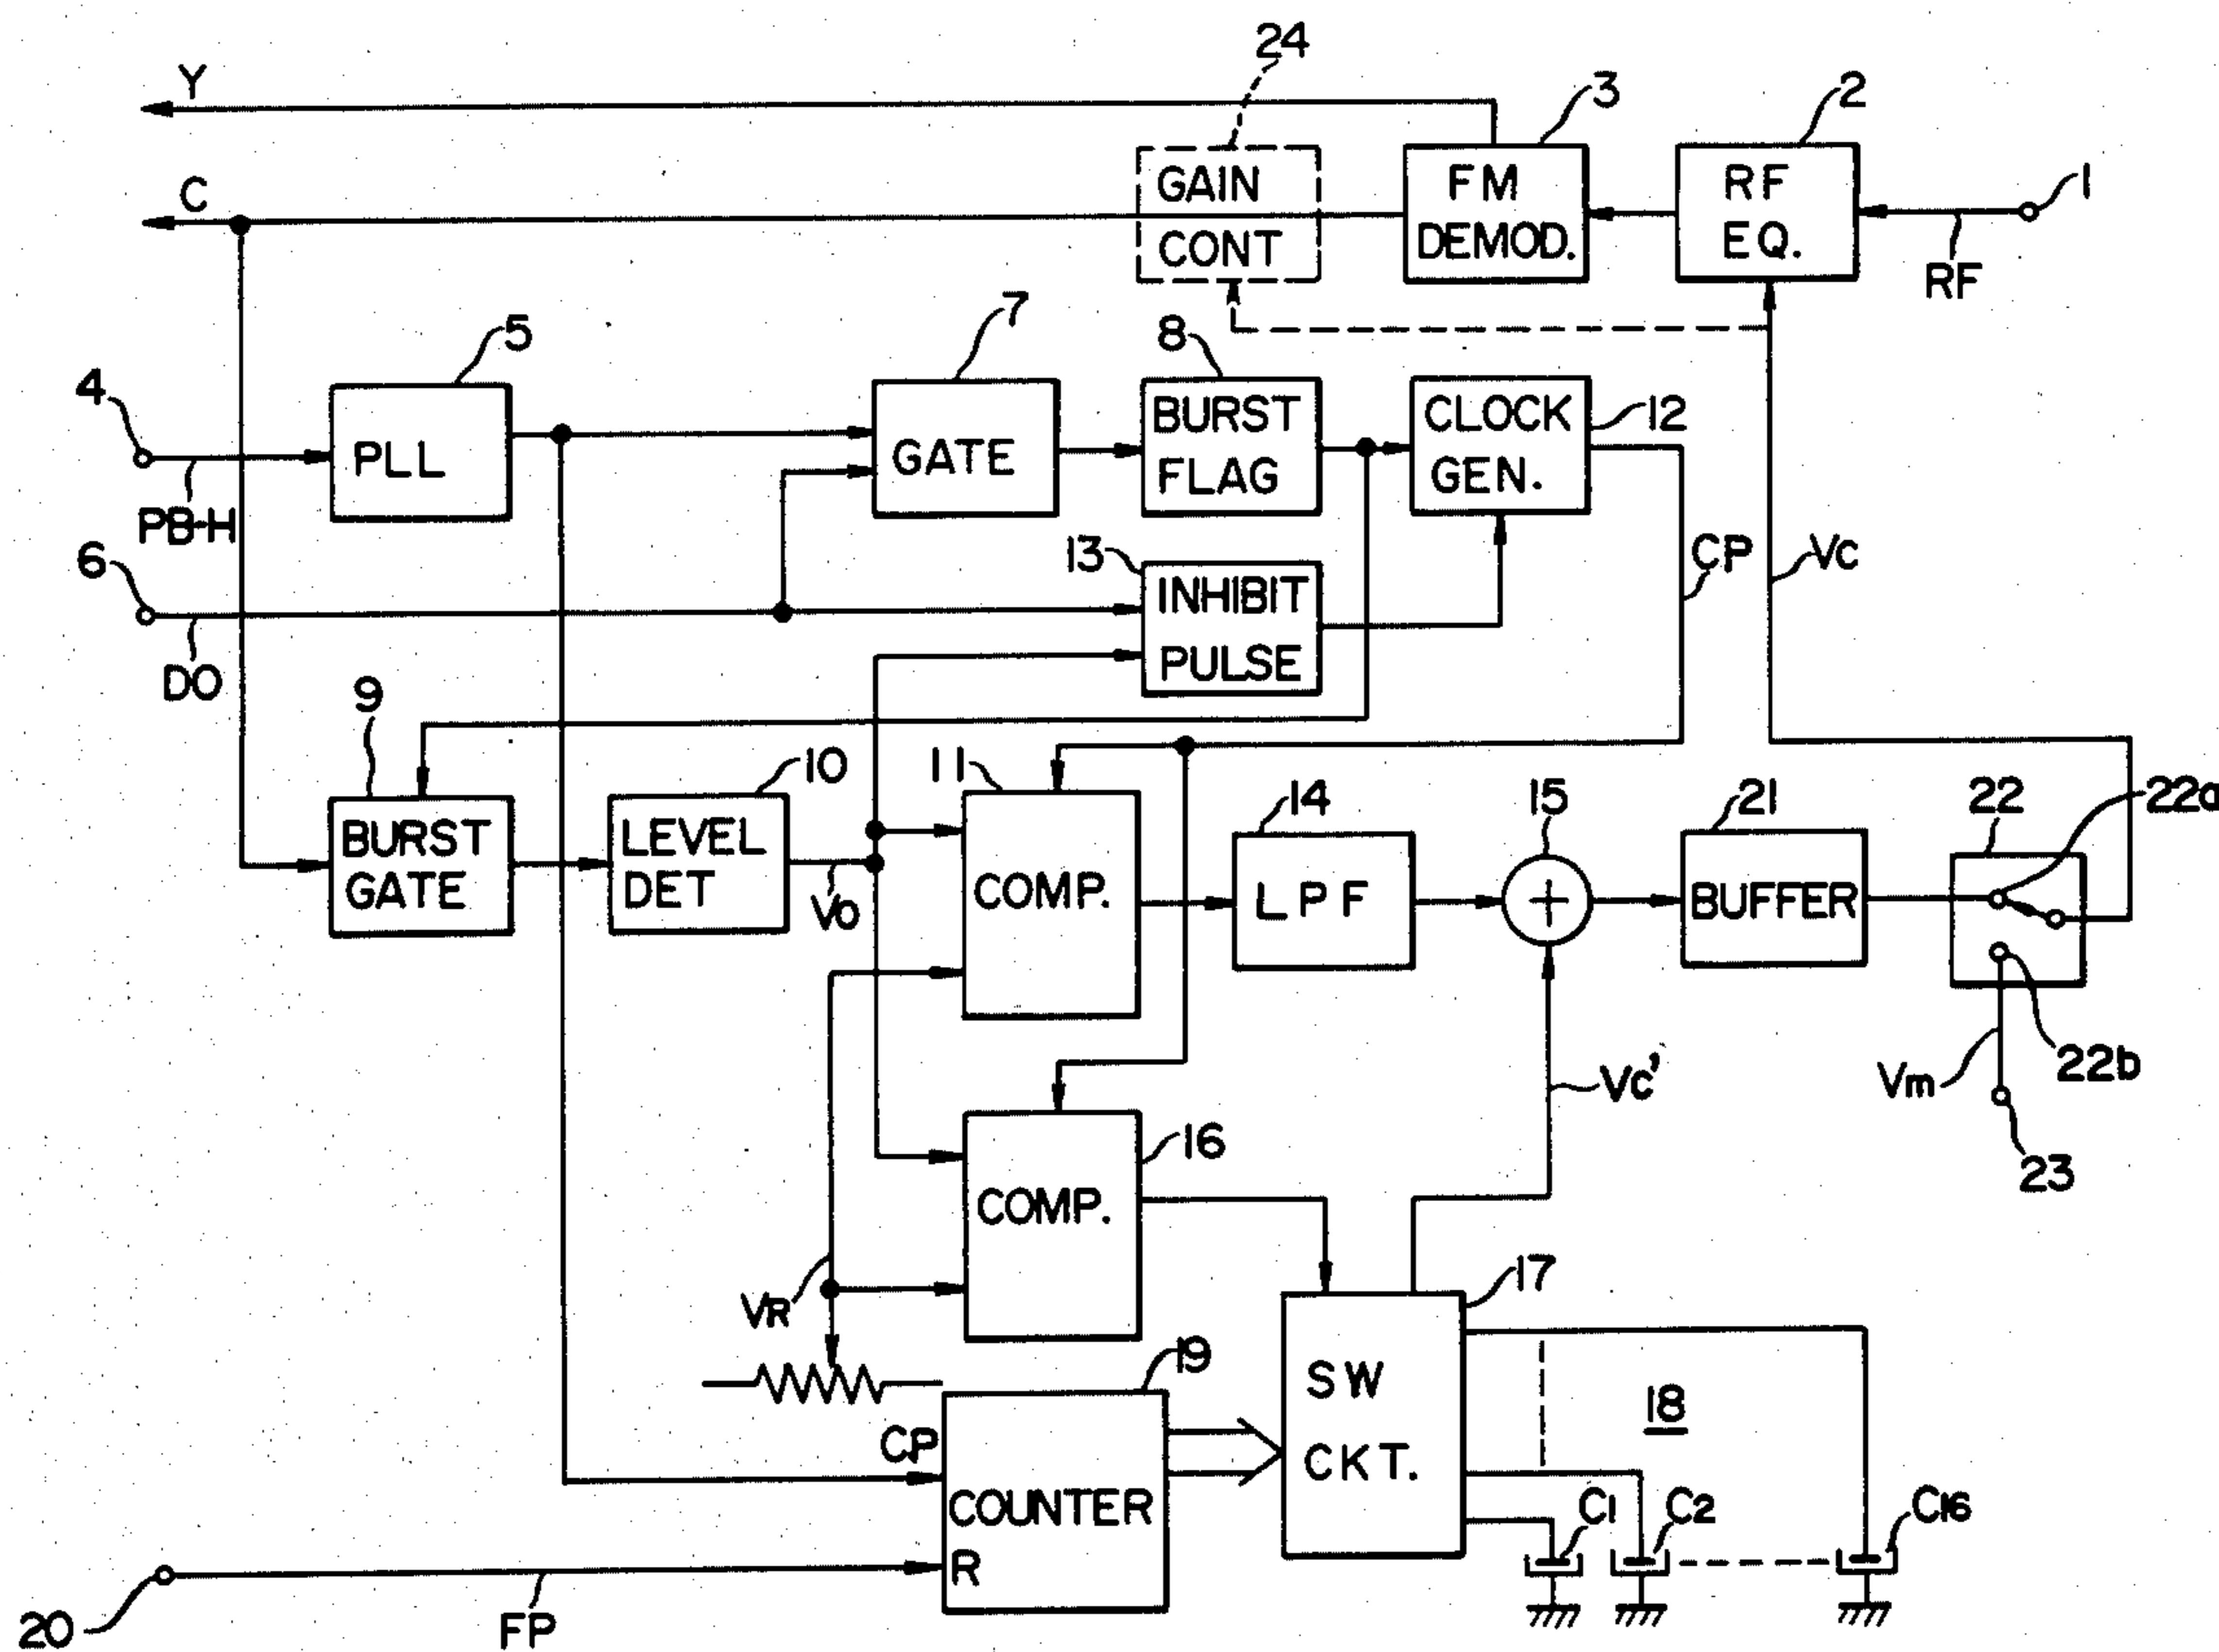 24
Y
3
2
C
GAIN
CONT
FM
DEMOD.
RF
EQ.
1
RF
4
5
7
8
PLL
GATE
BURST
FLAG
CLOCK
GEN.
12
PB-H
6
13
INHIBIT
PULSE
CP
VC
DO
9
10
11
14
15
21
22
22a
BURST
GATE
LEVEL
DET
VO
COMP.
LPF
+
BUFFER
22b
Vm
23
VC'
16
COMP.
VR
17
19
SW
CKT.
18
CP
COUNTER
R
C1
C2
C16
20
FP